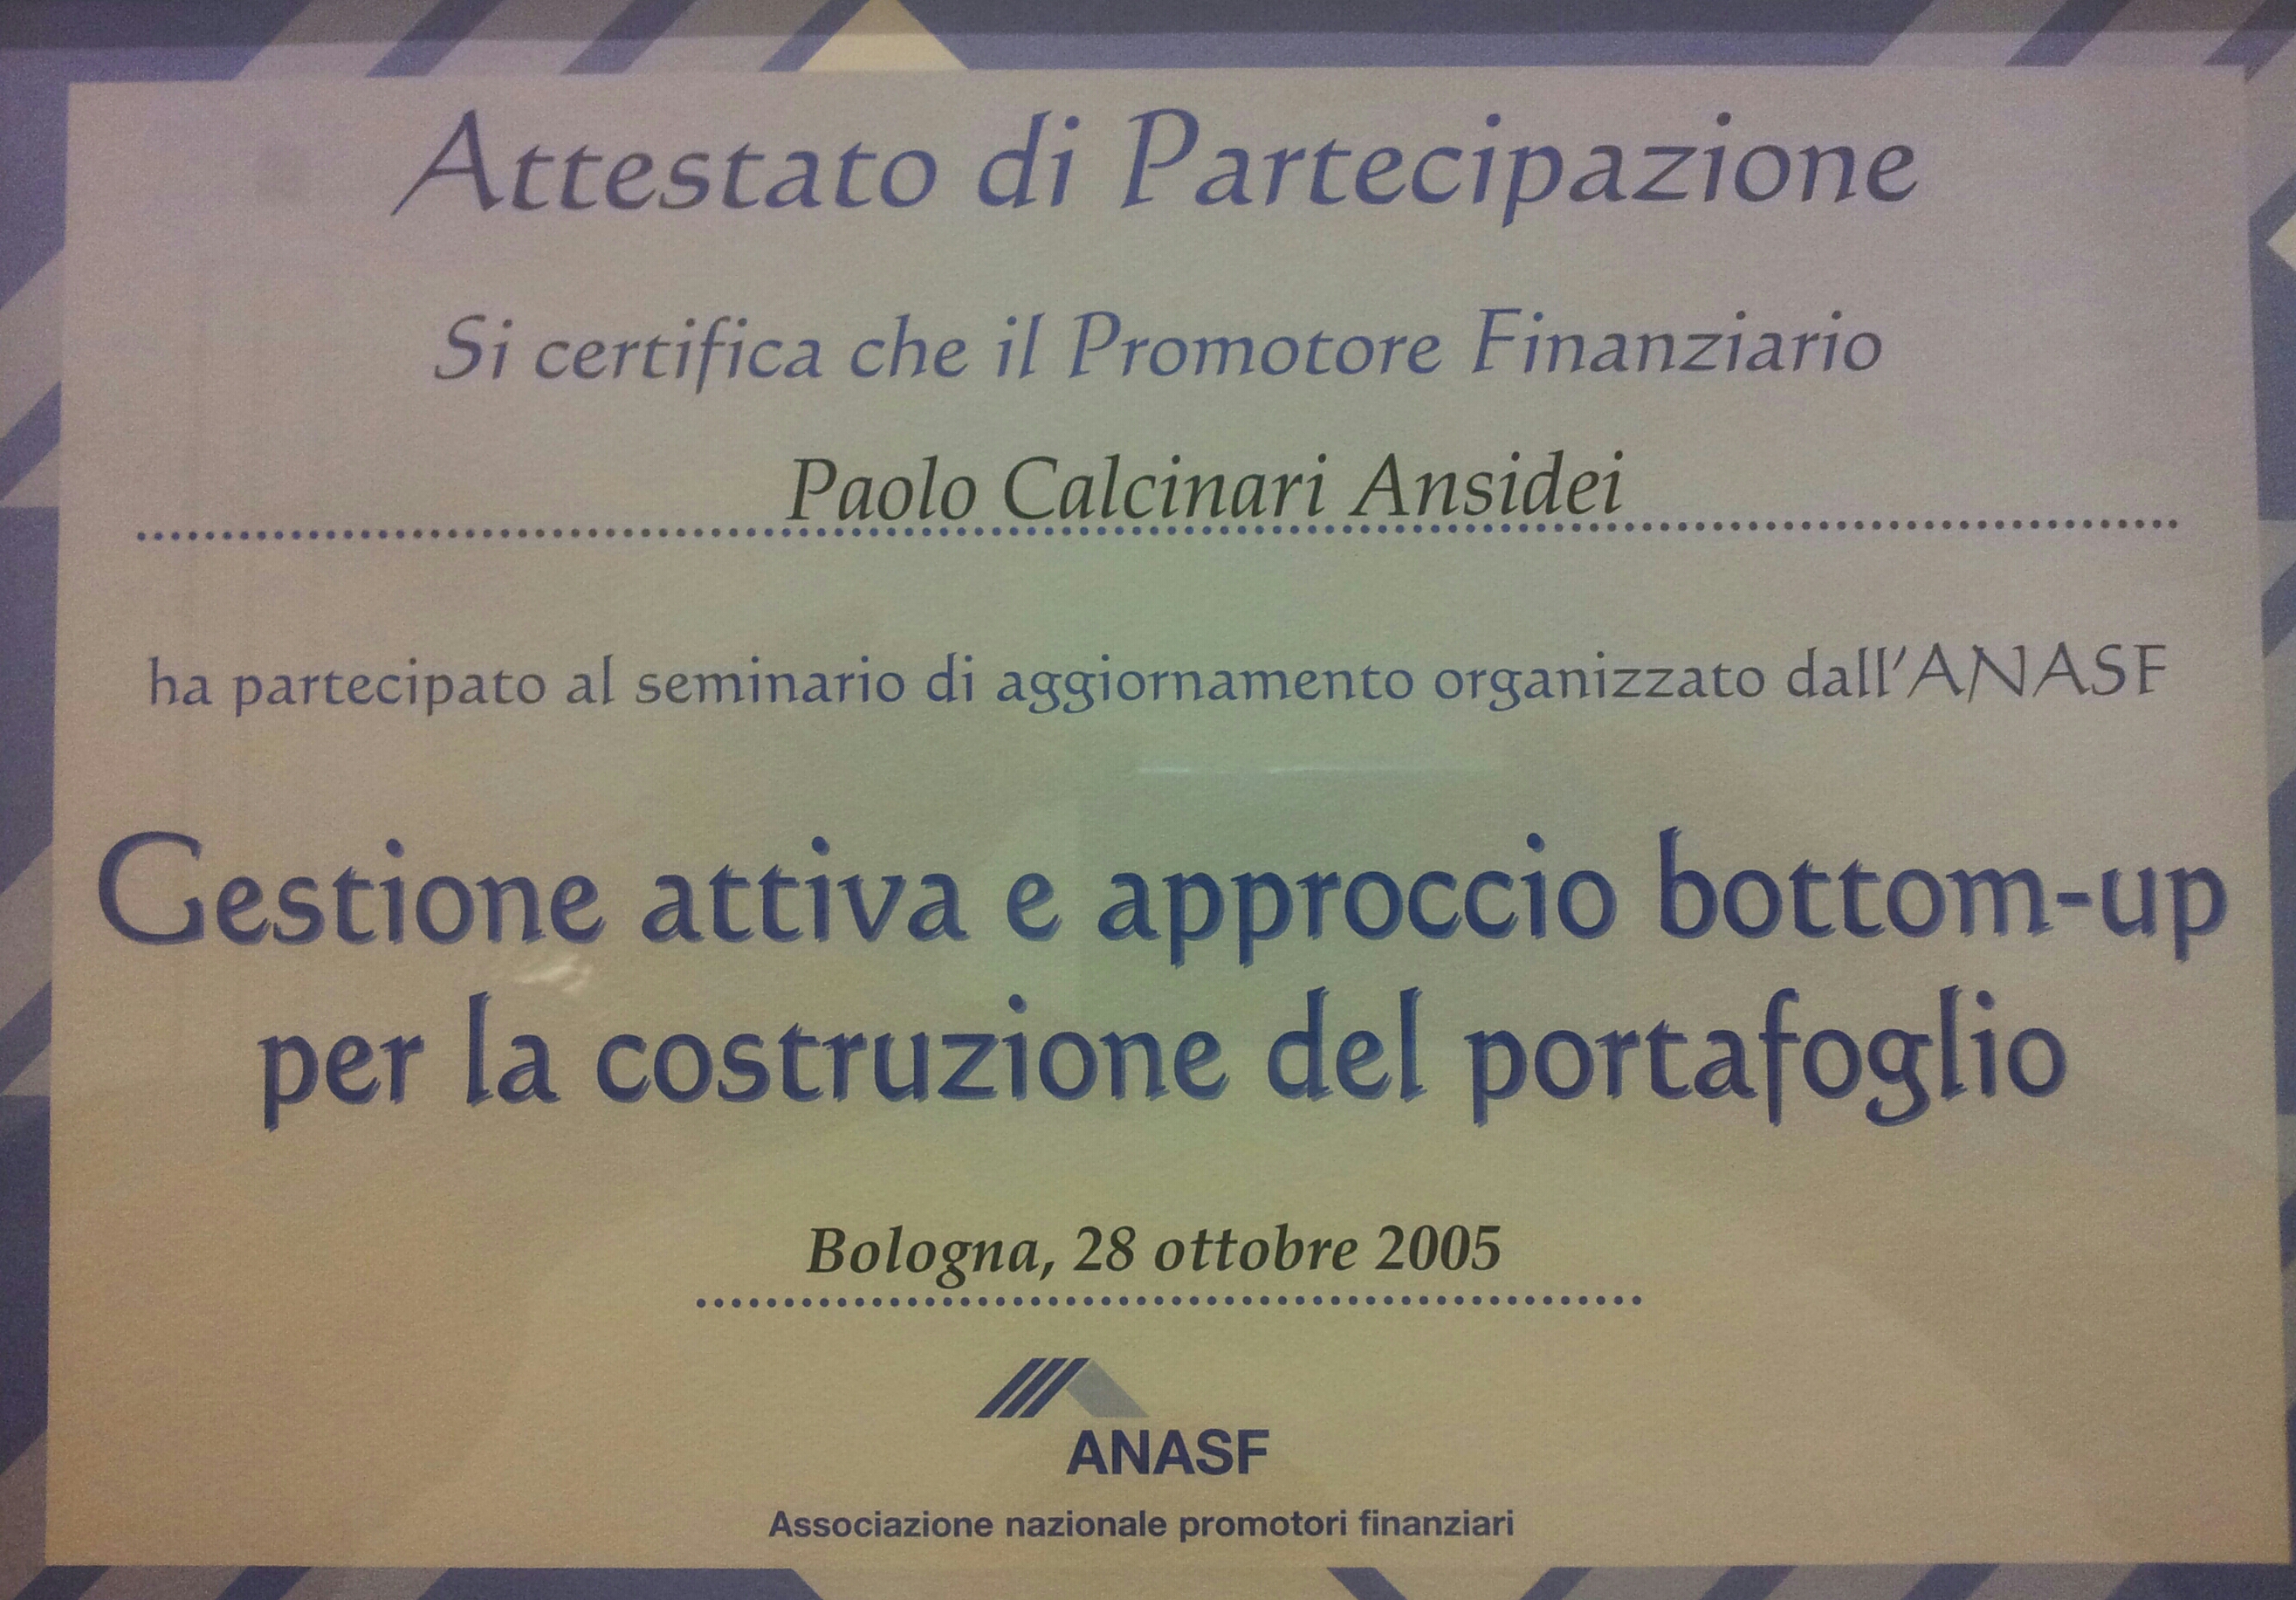 Attestato di Partecipazione
Si certifica che il Promotore Finanziario
Paolo Calcinari Ansidei
ha partecipato al seminario di aggiornamento organizzato dall'ANASF
Gestione attiva e approccio bottom-up
per la costruzione del portafoglio
Bologna, 28 ottobre 2005
ANASF
Associazione nazionale promotori finanziari